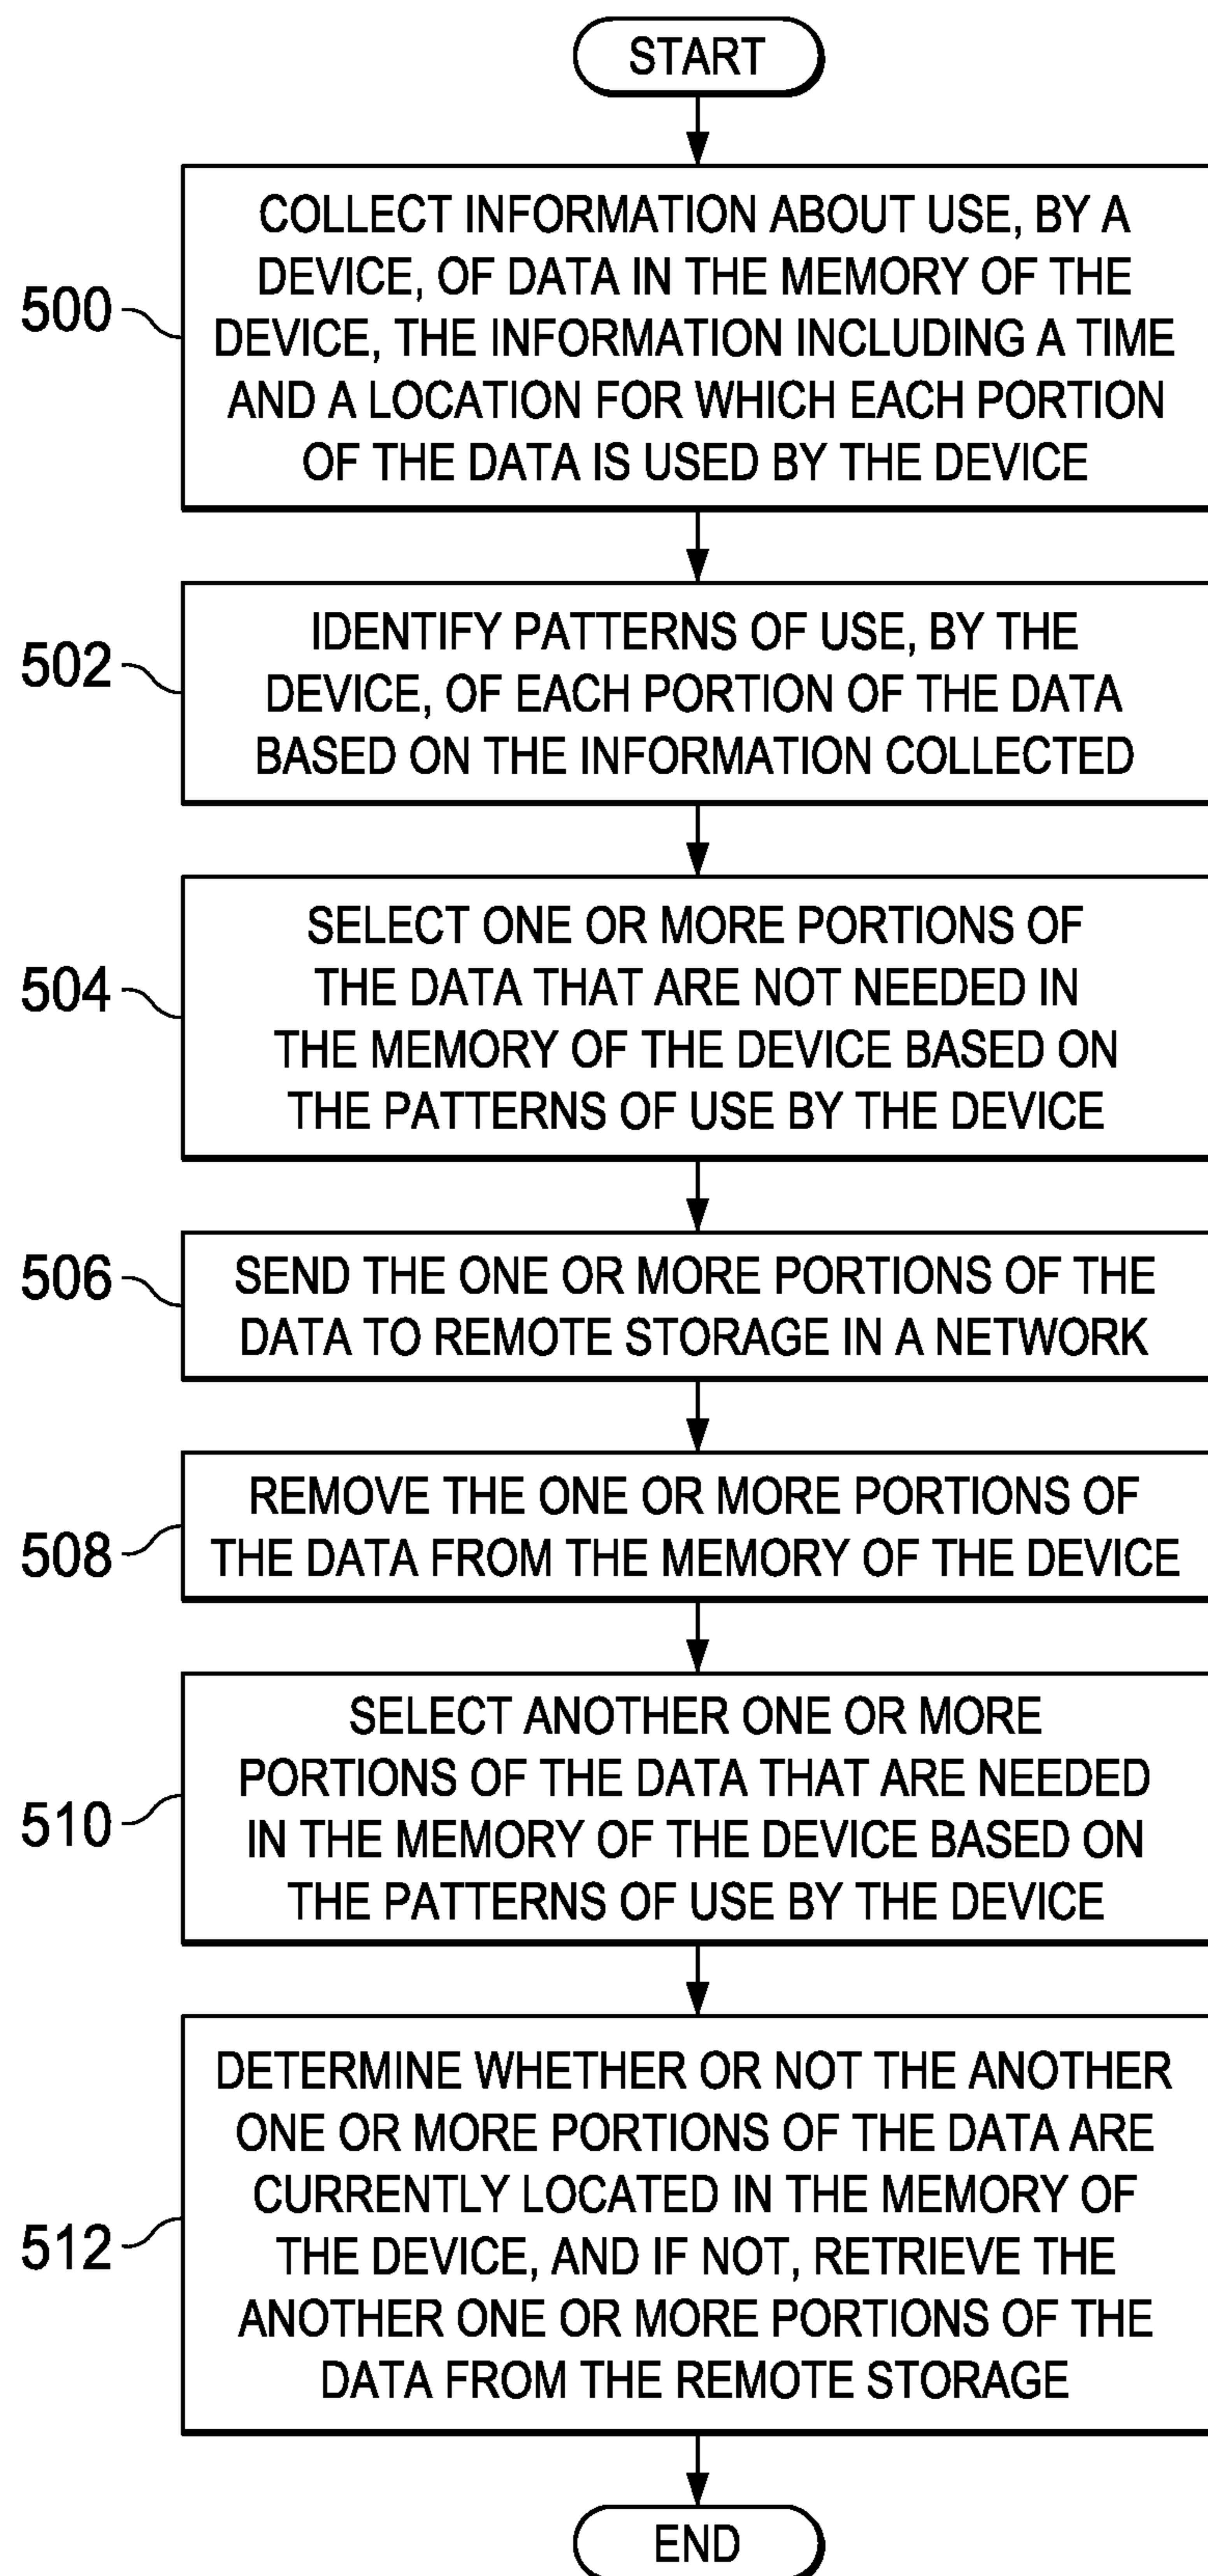 START
500
COLLECT INFORMATION ABOUT USE, BY A
DEVICE, OF DATA IN THE MEMORY OF THE
DEVICE, THE INFORMATION INCLUDING A TIME
AND A LOCATION FOR WHICH EACH PORTION
OF THE DATA IS USED BY THE DEVICE
502
IDENTIFY PATTERNS OF USE, BY THE
DEVICE, OF EACH PORTION OF THE DATA
BASED ON THE INFORMATION COLLECTED
504
SELECT ONE OR MORE PORTIONS OF
THE DATA THAT ARE NOT NEEDED IN
THE MEMORY OF THE DEVICE BASED ON
THE PATTERNS OF USE BY THE DEVICE
506
SEND THE ONE OR MORE PORTIONS OF THE
DATA TO REMOTE STORAGE IN A NETWORK
508
REMOVE THE ONE OR MORE PORTIONS OF
THE DATA FROM THE MEMORY OF THE DEVICE
510
SELECT ANOTHER ONE OR MORE
PORTIONS OF THE DATA THAT ARE NEEDED
IN THE MEMORY OF THE DEVICE BASED ON
THE PATTERNS OF USE BY THE DEVICE
512
DETERMINE WHETHER OR NOT THE ANOTHER
ONE OR MORE PORTIONS OF THE DATA ARE
CURRENTLY LOCATED IN THE MEMORY OF
THE DEVICE, AND IF NOT, RETRIEVE THE
ANOTHER ONE OR MORE PORTIONS OF THE
DATA FROM THE REMOTE STORAGE
END